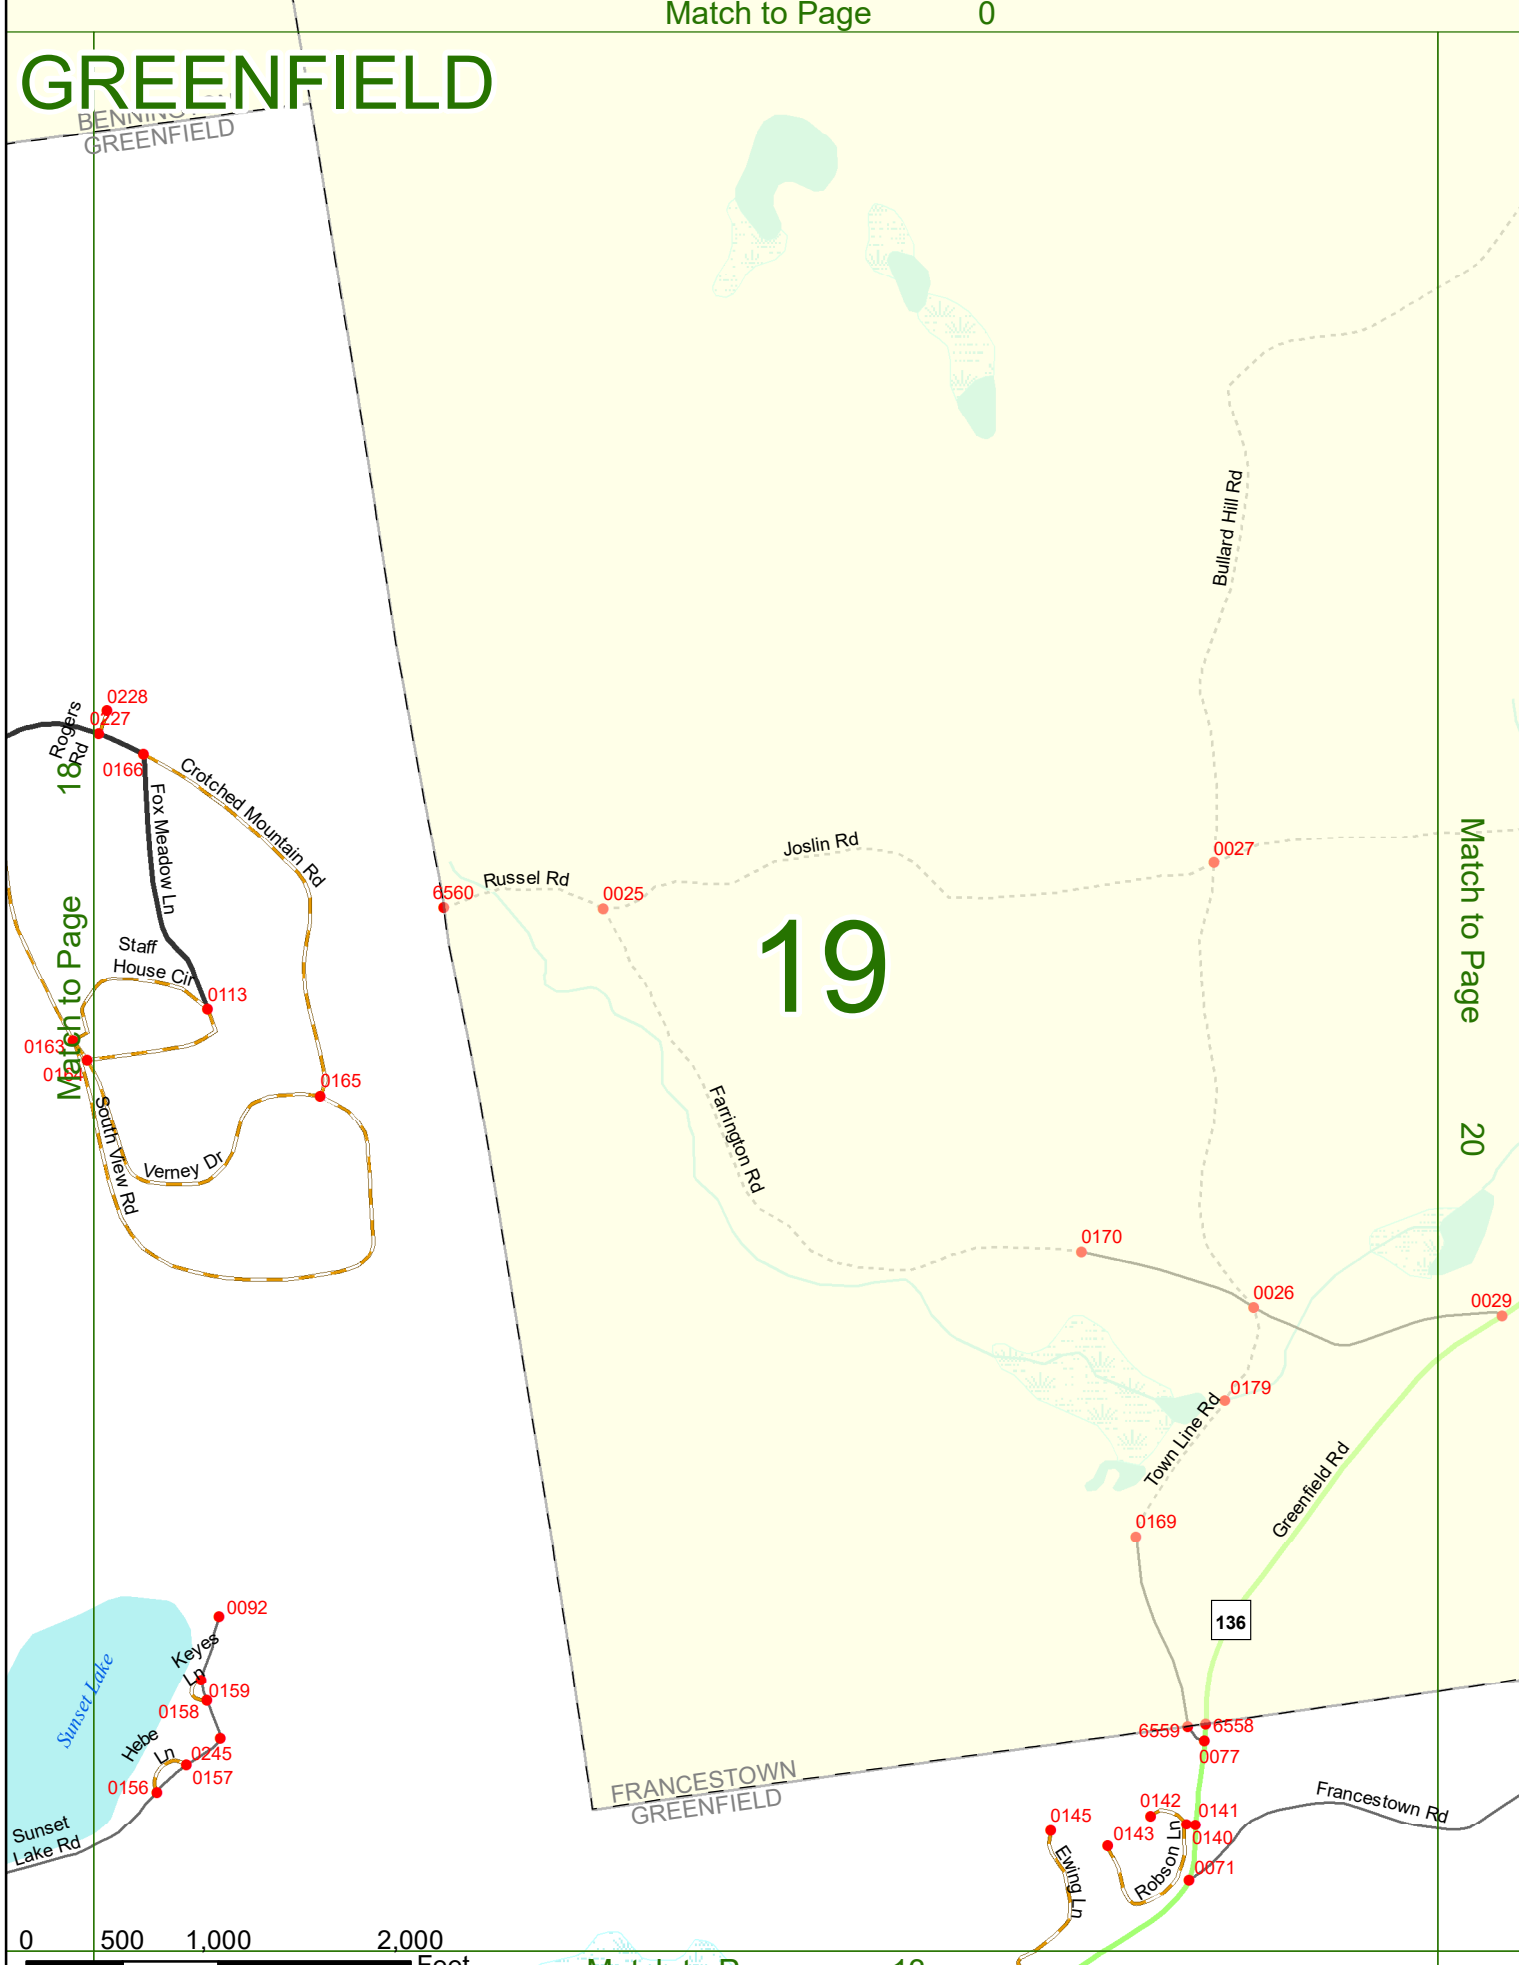 Match to Page 0
GREENFIELD
BENNINGTON
GREENFIELD
Bullard Hill Rd
0228
0227
Rogers
Rd
0166
Match to Page 18
Crotched Mountain Rd
Fox Meadow Ln
Joslin Rd
0027
Match to Page 20
Russel Rd
6560
0025
19
Staff
House Cir
0113
0163
0164
0165
South View Rd
Verney Dr
Farrington Rd
0170
0026
0029
0179
Town Line Rd
Greenfield Rd
0169
136
0092
Keyes
Ln
0159
0158
Sunset Lake
Hebe
Ln
0245
0157
0156
6559
6558
0077
FRANCESTOWN
GREENFIELD
Francestown Rd
0142
0141
0145
0143
0140
Robson Ln
Ewing Ln
0071
Sunset
Lake Rd
0 500 1,000 2,000
Feet